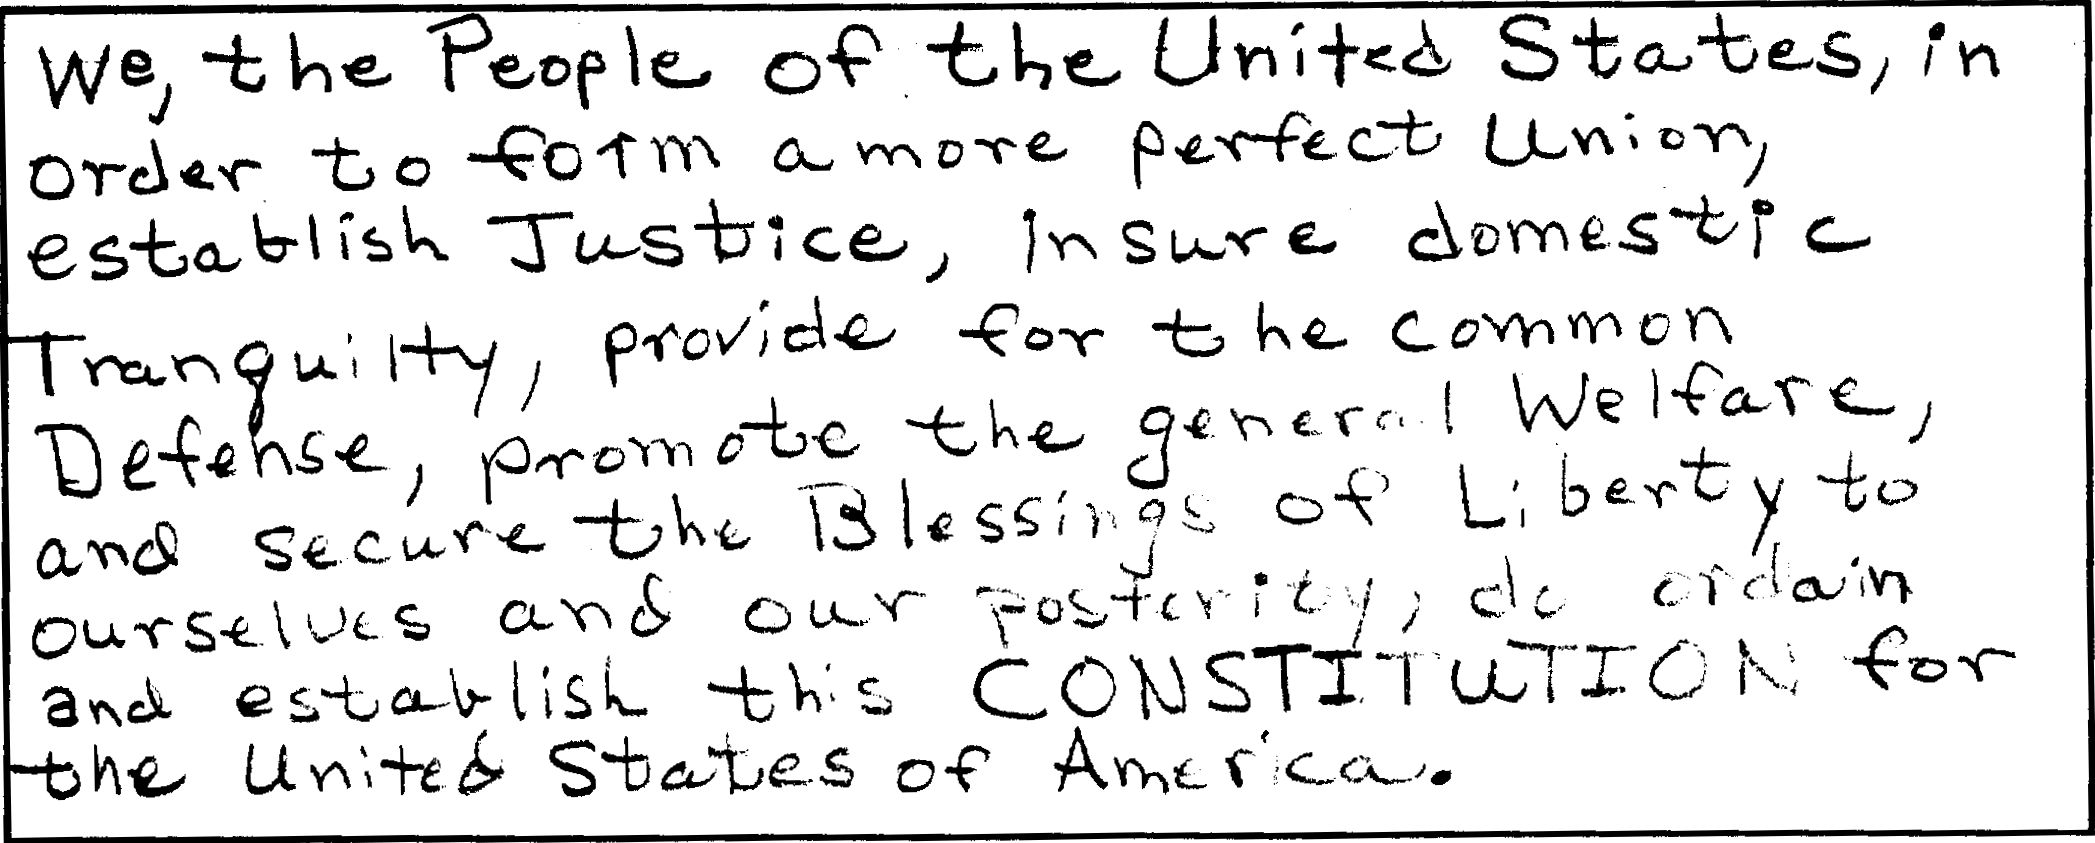 We, the People of the United States, in
order to form a more perfect Union,
establish Justice, insure domestic
Tranquilty, provide for the common
Defense, promote the general Welfare,
and secure the Blessings of Liberty to
ourselves and our posterity, do ordain
and establish this CONSTITUTION for
the United States of America.